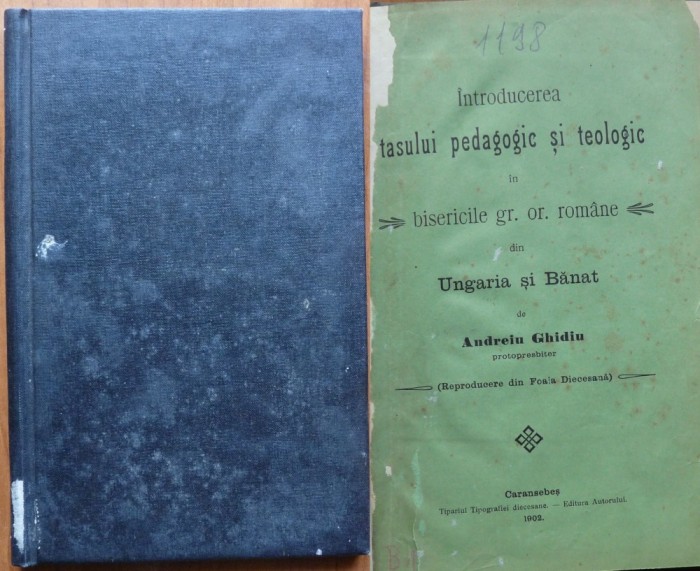 1198
Introducerea
tasului pedagogic și teologic
în
bisericile gr. or. române
din
Ungaria și Bănat
de
Andreiu Ghidiu
protopresbiter
(Reproducere din Foaia Diecesană)
Caransebeș
Tipariul Tipografiei diecesane. — Editura Autorului.
1902.